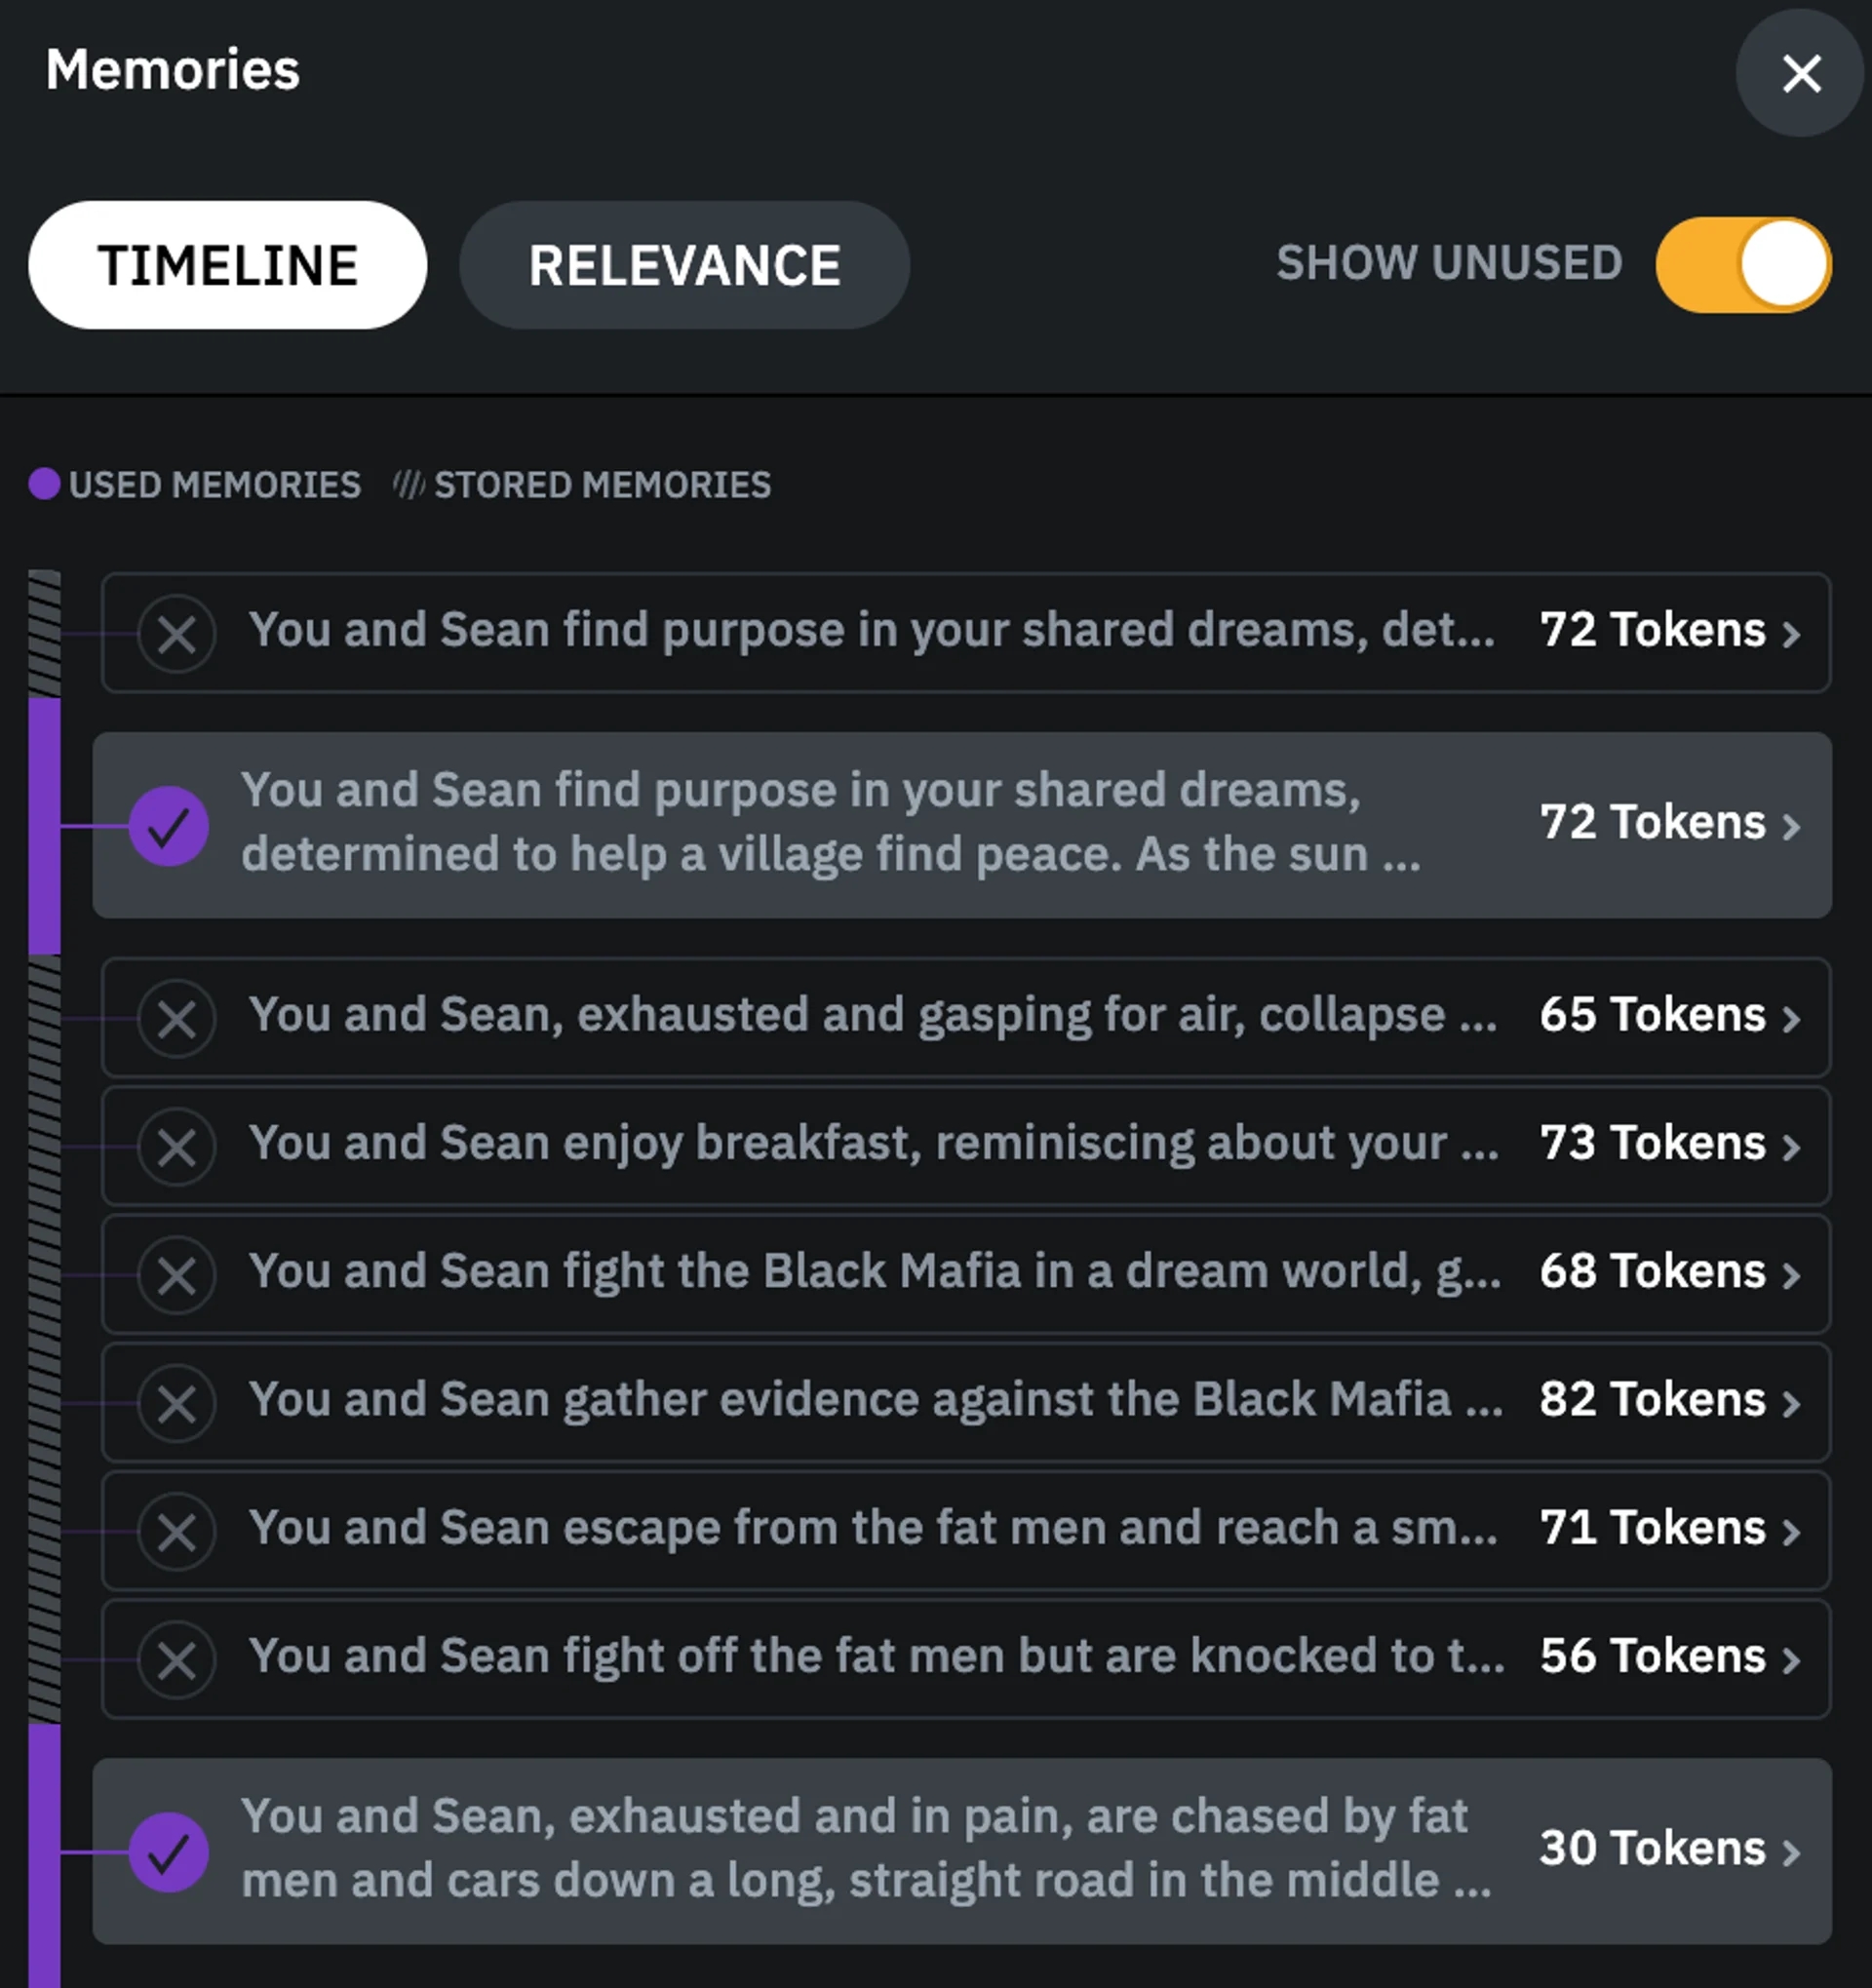 Memories
TIMELINE
RELEVANCE
SHOW UNUSED
USED MEMORIES
STORED MEMORIES
You and Sean find purpose in your shared dreams, det...
72 Tokens
You and Sean find purpose in your shared dreams,
determined to help a village find peace. As the sun ...
72 Tokens
You and Sean, exhausted and gasping for air, collapse ...
65 Tokens
You and Sean enjoy breakfast, reminiscing about your ...
73 Tokens
You and Sean fight the Black Mafia in a dream world, g...
68 Tokens
You and Sean gather evidence against the Black Mafia ...
82 Tokens
You and Sean escape from the fat men and reach a sm...
71 Tokens
You and Sean fight off the fat men but are knocked to t...
56 Tokens
You and Sean, exhausted and in pain, are chased by fat
men and cars down a long, straight road in the middle ...
30 Tokens